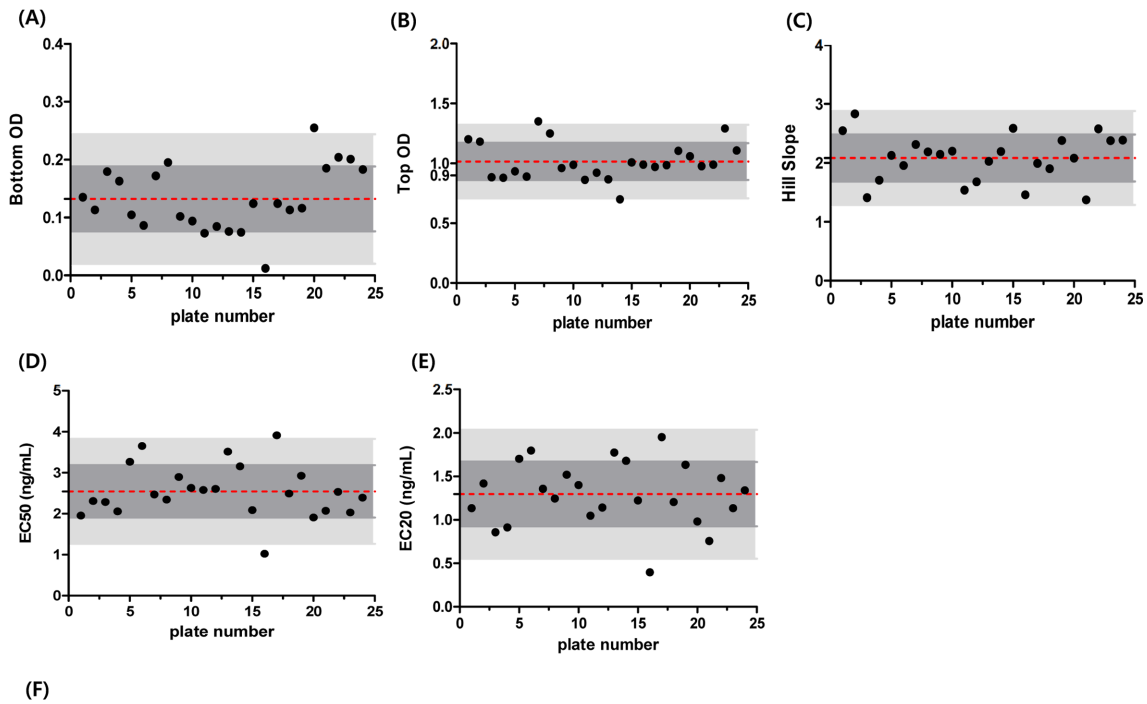 (A)
Bottom OD
0.4
0.3
0.2
0.1
0.0
0 5 10 15 20 25
plate number
(B)
Top OD
2.0
1.5
1.0
0.9
0.5
0.0
0 5 10 15 20 25
plate number
(C)
Hill Slope
4
3
2
1
0
0 5 10 15 20 25
plate number
(D)
EC50 (ng/mL)
5
4
3
2
1
0
0 5 10 15 20 25
plate number
(E)
EC20 (ng/mL)
2.5
2.0
1.5
1.0
0.5
0.0
0 5 10 15 20 25
plate number
(F)